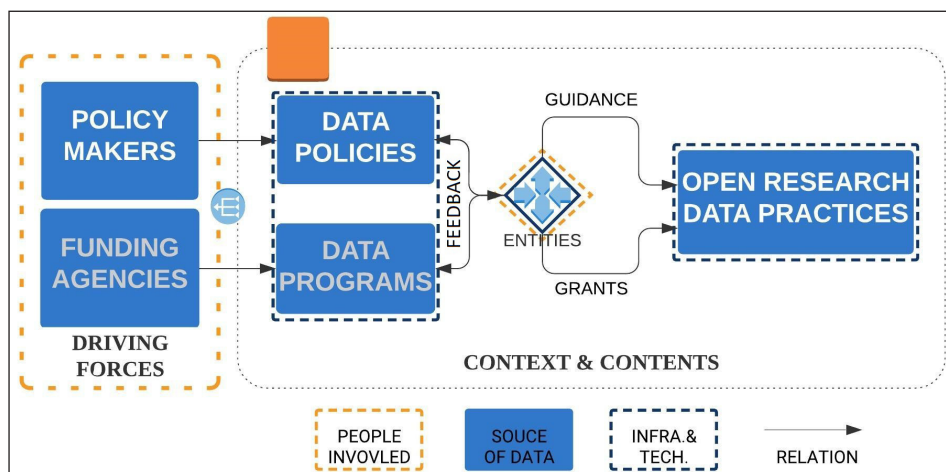 POLICY
MAKERS
FUNDING
AGENCIES
DRIVING
FORCES
DATA
POLICIES
DATA
PROGRAMS
FEEDBACK
ENTITIES
GUIDANCE
GRANTS
OPEN RESEARCH
DATA PRACTICES
CONTEXT & CONTENTS
PEOPLE
INVOVLED
SOUCE
OF DATA
INFRA.&
TECH.
RELATION